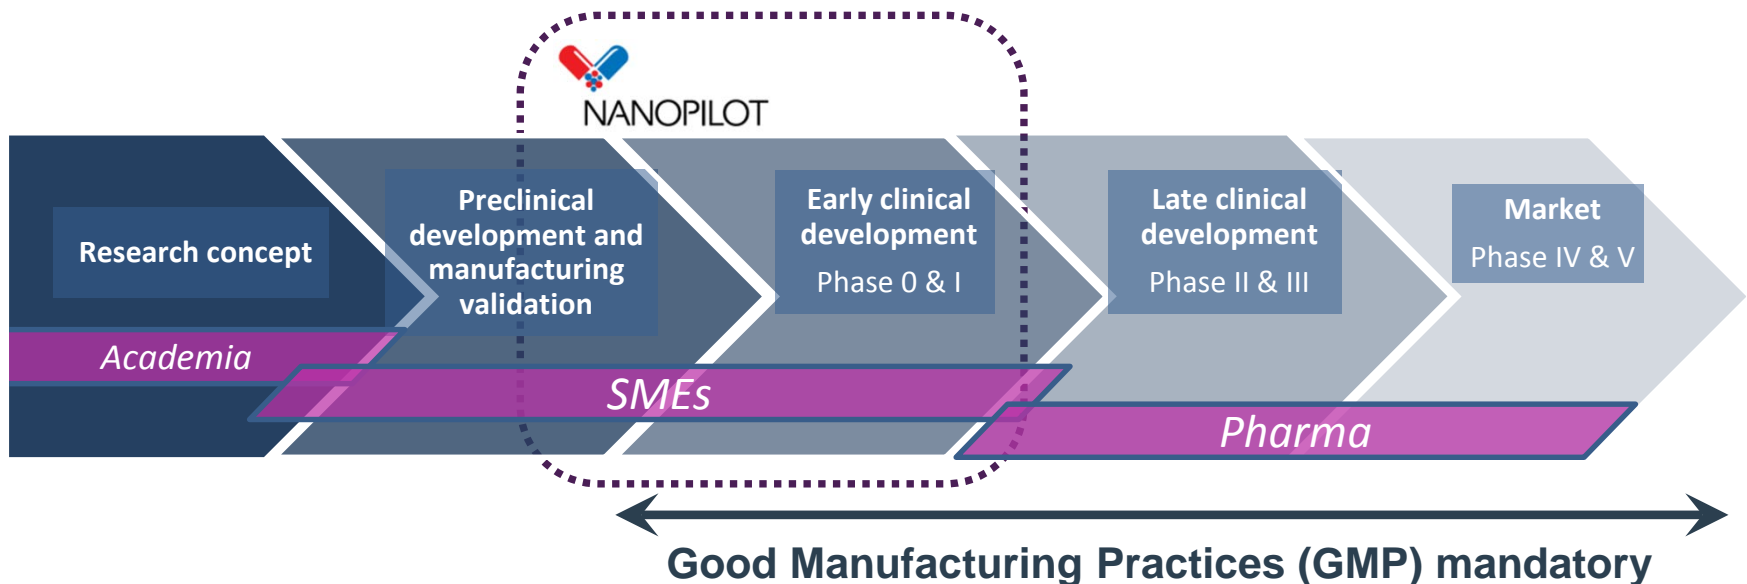 NANOPILOT
Research concept
Preclinical
development and
manufacturing
validation
Early clinical
development
Phase 0 & I
Late clinical
development
Phase II & III
Market
Phase IV & V
Academia
SMEs
Pharma
Good Manufacturing Practices (GMP) mandatory